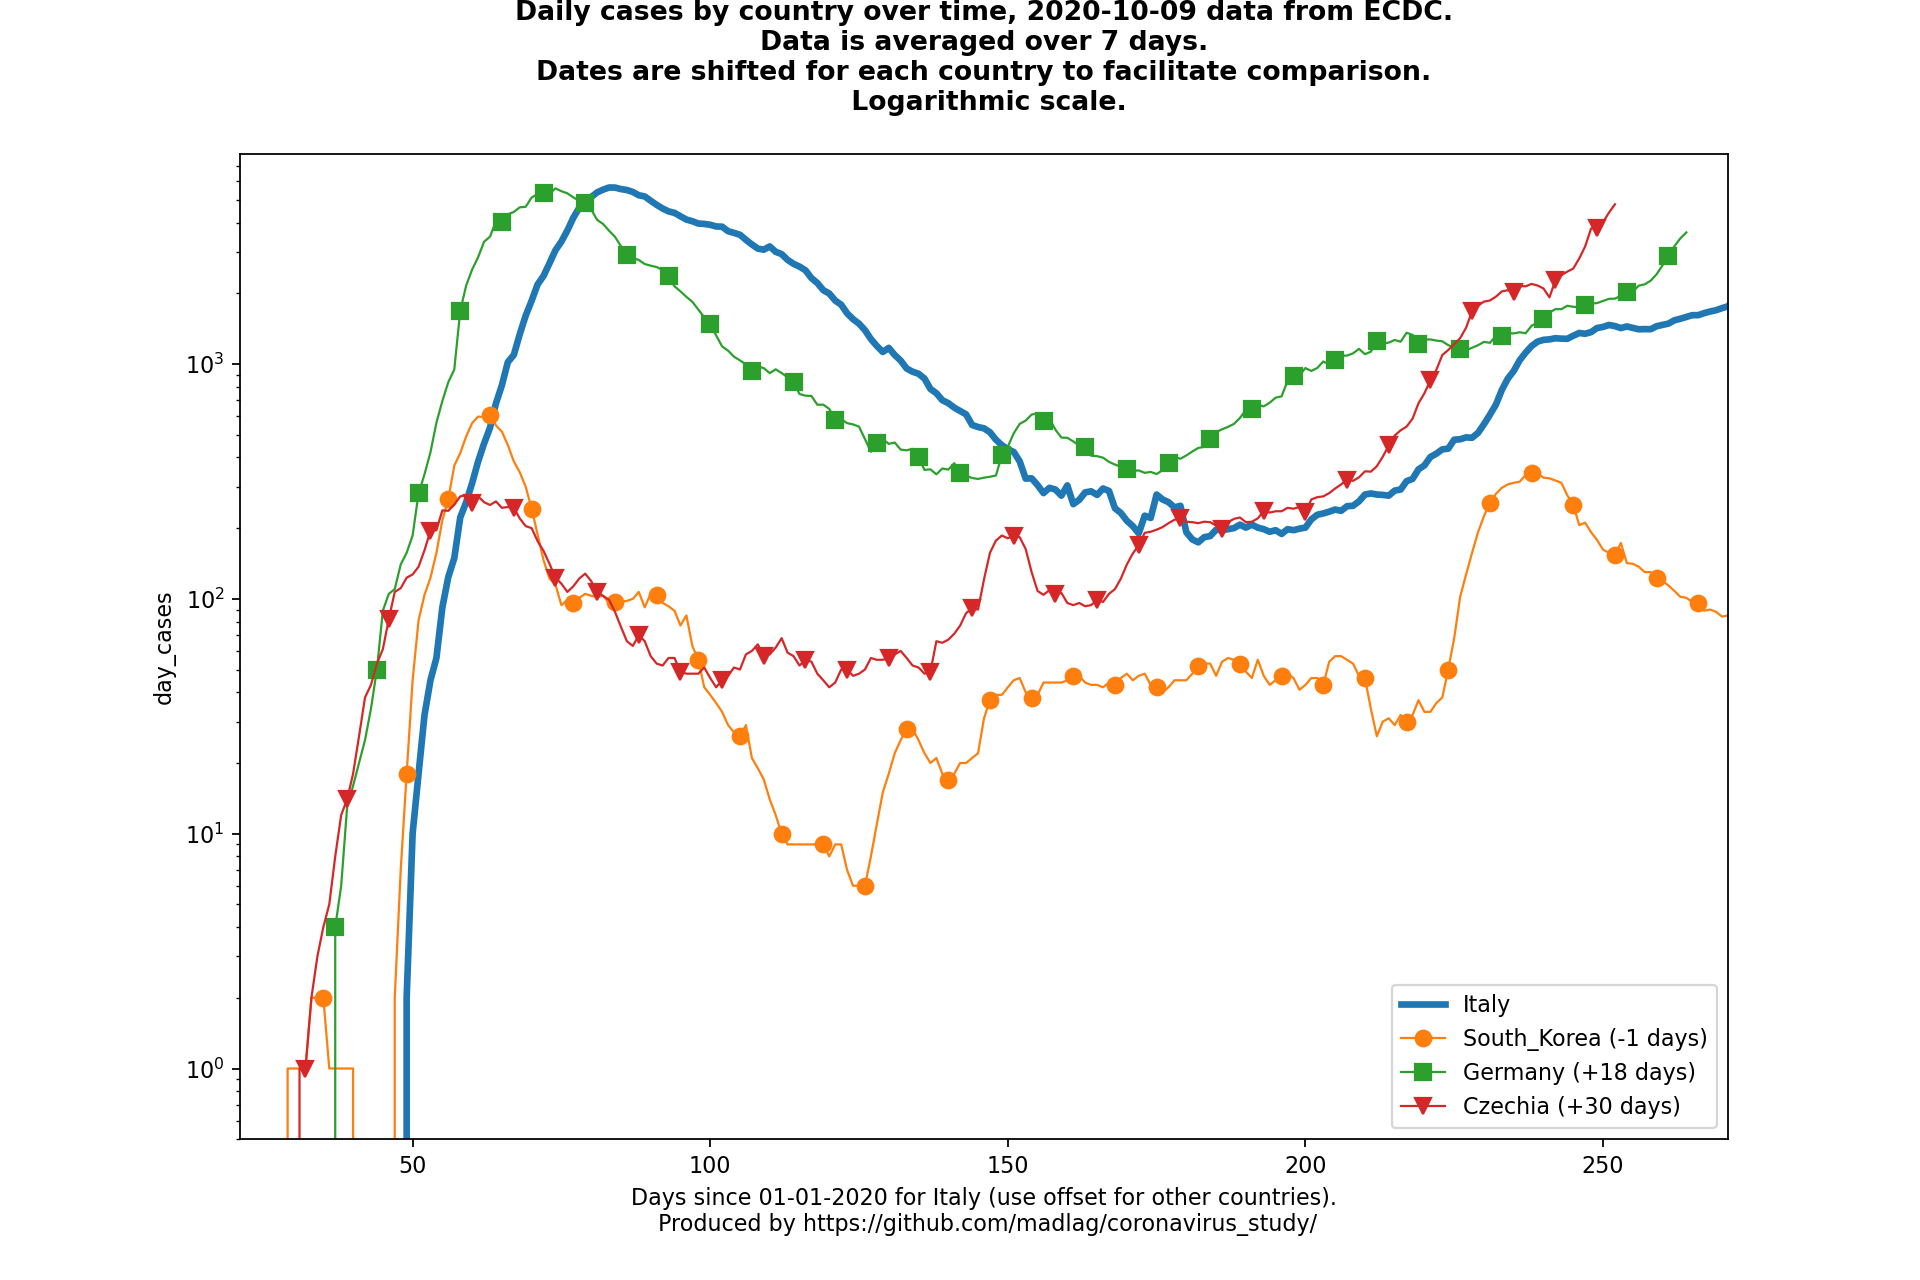 Daily cases by country over time, 2020-10-09 data from ECDC.
Data is averaged over 7 days.
Dates are shifted for each country to facilitate comparison.
Logarithmic scale.
day_cases
10³
10²
10¹
10⁰
50
100
150
200
250
Italy
South_Korea (-1 days)
Germany (+18 days)
Czechia (+30 days)
Days since 01-01-2020 for Italy (use offset for other countries).
Produced by https://github.com/madlag/coronavirus_study/